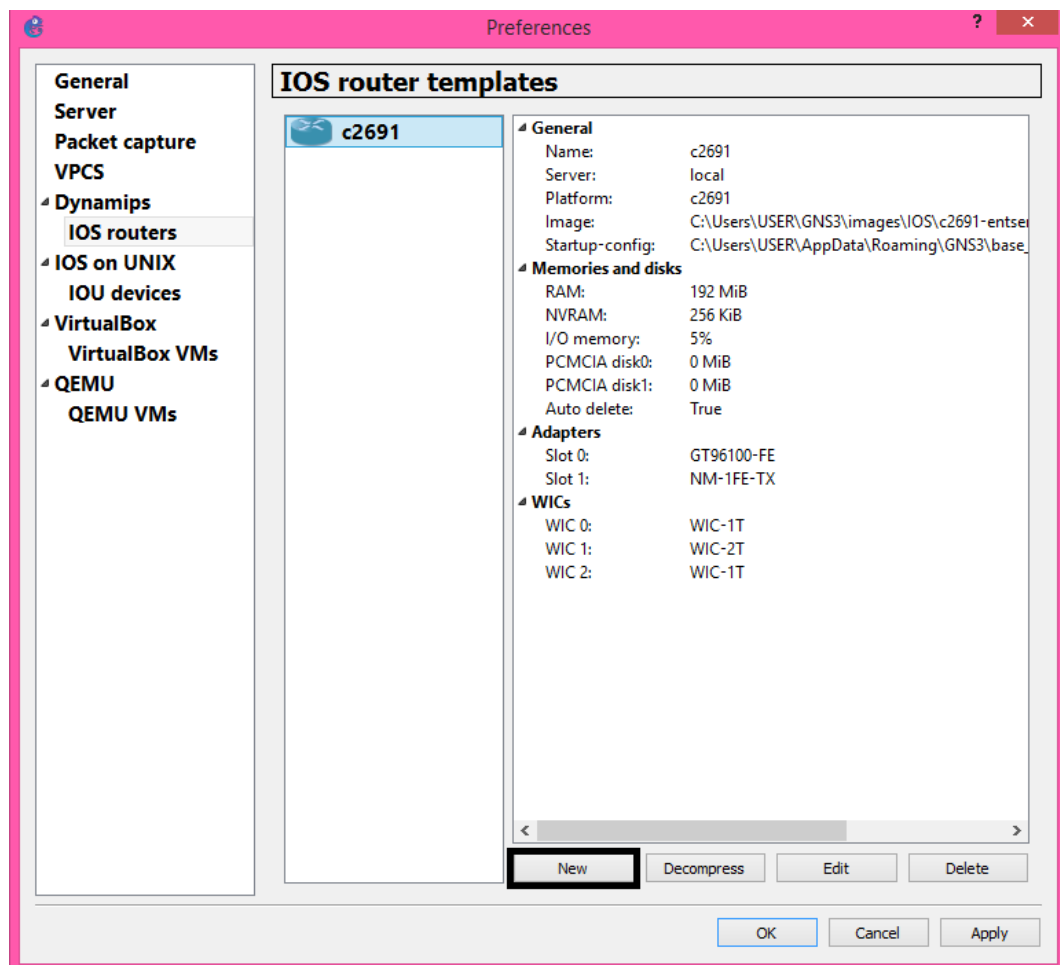 Preferences
?
×
General
Server
Packet capture
VPCS
Dynamips
IOS routers
IOS on UNIX
IOU devices
VirtualBox
VirtualBox VMs
QEMU
QEMU VMs
IOS router templates
c2691
General
Name: c2691
Server: local
Platform: c2691
Image: C:\Users\USER\GNS3\images\IOS\c2691-entser
Startup-config: C:\Users\USER\AppData\Roaming\GNS3\base_
Memories and disks
RAM: 192 MiB
NVRAM: 256 KiB
I/O memory: 5%
PCMCIA disk0: 0 MiB
PCMCIA disk1: 0 MiB
Auto delete: True
Adapters
Slot 0: GT96100-FE
Slot 1: NM-1FE-TX
WICs
WIC 0: WIC-1T
WIC 1: WIC-2T
WIC 2: WIC-1T
New Decompress Edit Delete
OK Cancel Apply